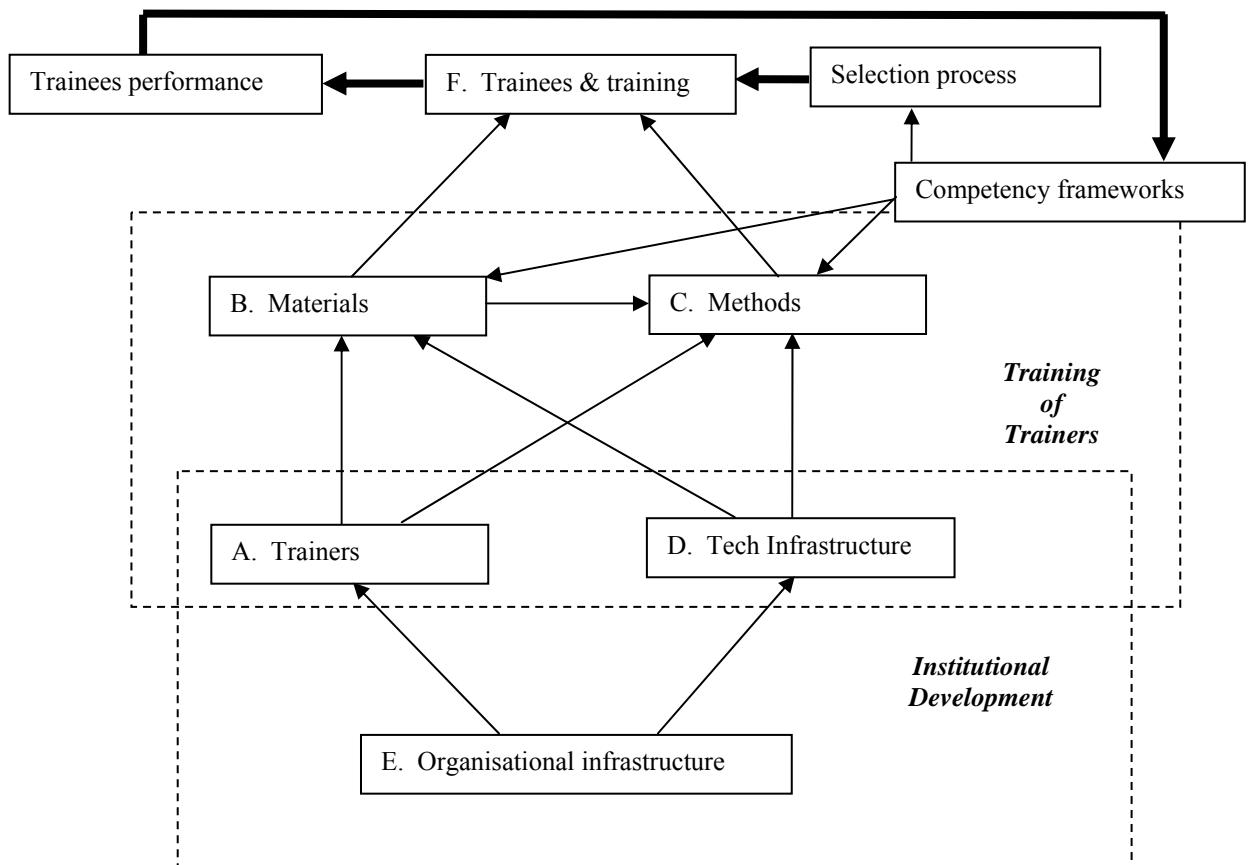 Trainees performance
F. Trainees & training
Selection process
Competency frameworks
B. Materials
C. Methods
Training
of
Trainers
A. Trainers
D. Tech Infrastructure
Institutional
Development
E. Organisational infrastructure